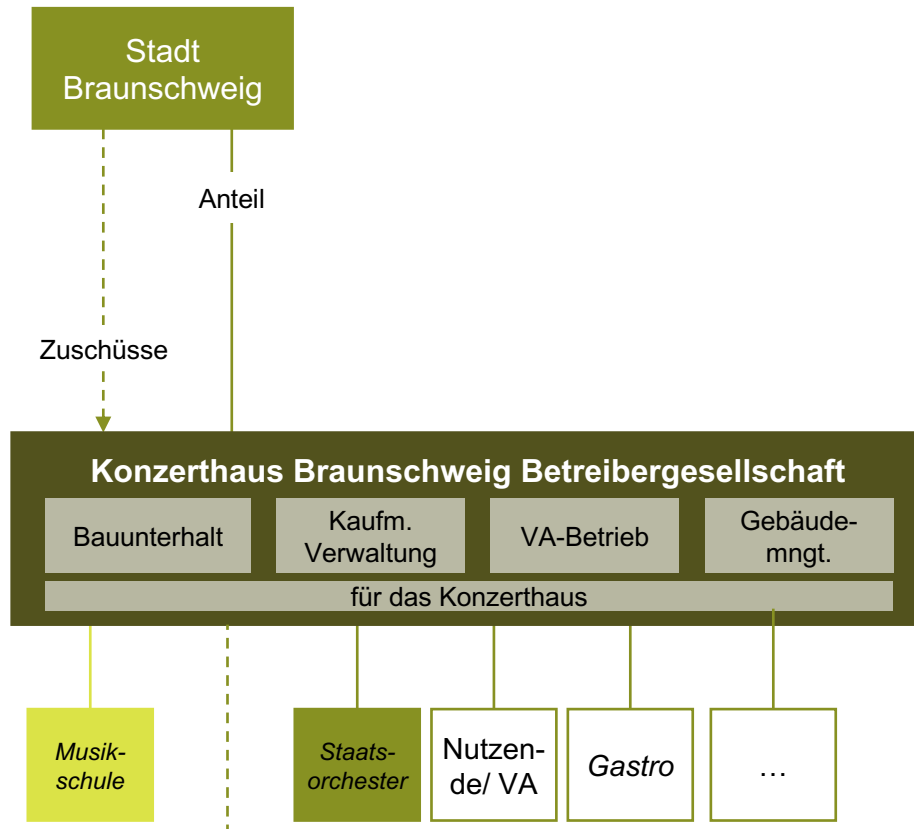 Stadt
Braunschweig
Anteil
Zuschüsse
Konzerthaus Braunschweig Betreibergesellschaft
Bauunterhalt
Kaufm.
Verwaltung
VA-Betrieb
Gebäude-
mngt.
für das Konzerthaus
Musik-
schule
Staats-
orchester
Nutzen-
de/ VA
Gastro
…